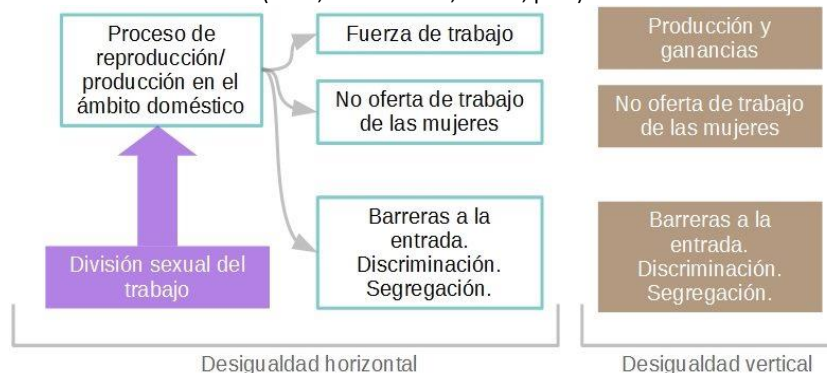 Proceso de
reproducción/
producción en el
ámbito doméstico
Fuerza de trabajo
No oferta de trabajo
de las mujeres
Barreras a la
entrada.
Discriminación.
Segregación.
División sexual del
trabajo
Producción y
ganancias
No oferta de trabajo
de las mujeres
Barreras a la
entrada.
Discriminación.
Segregación.
Desigualdad horizontal
Desigualdad vertical